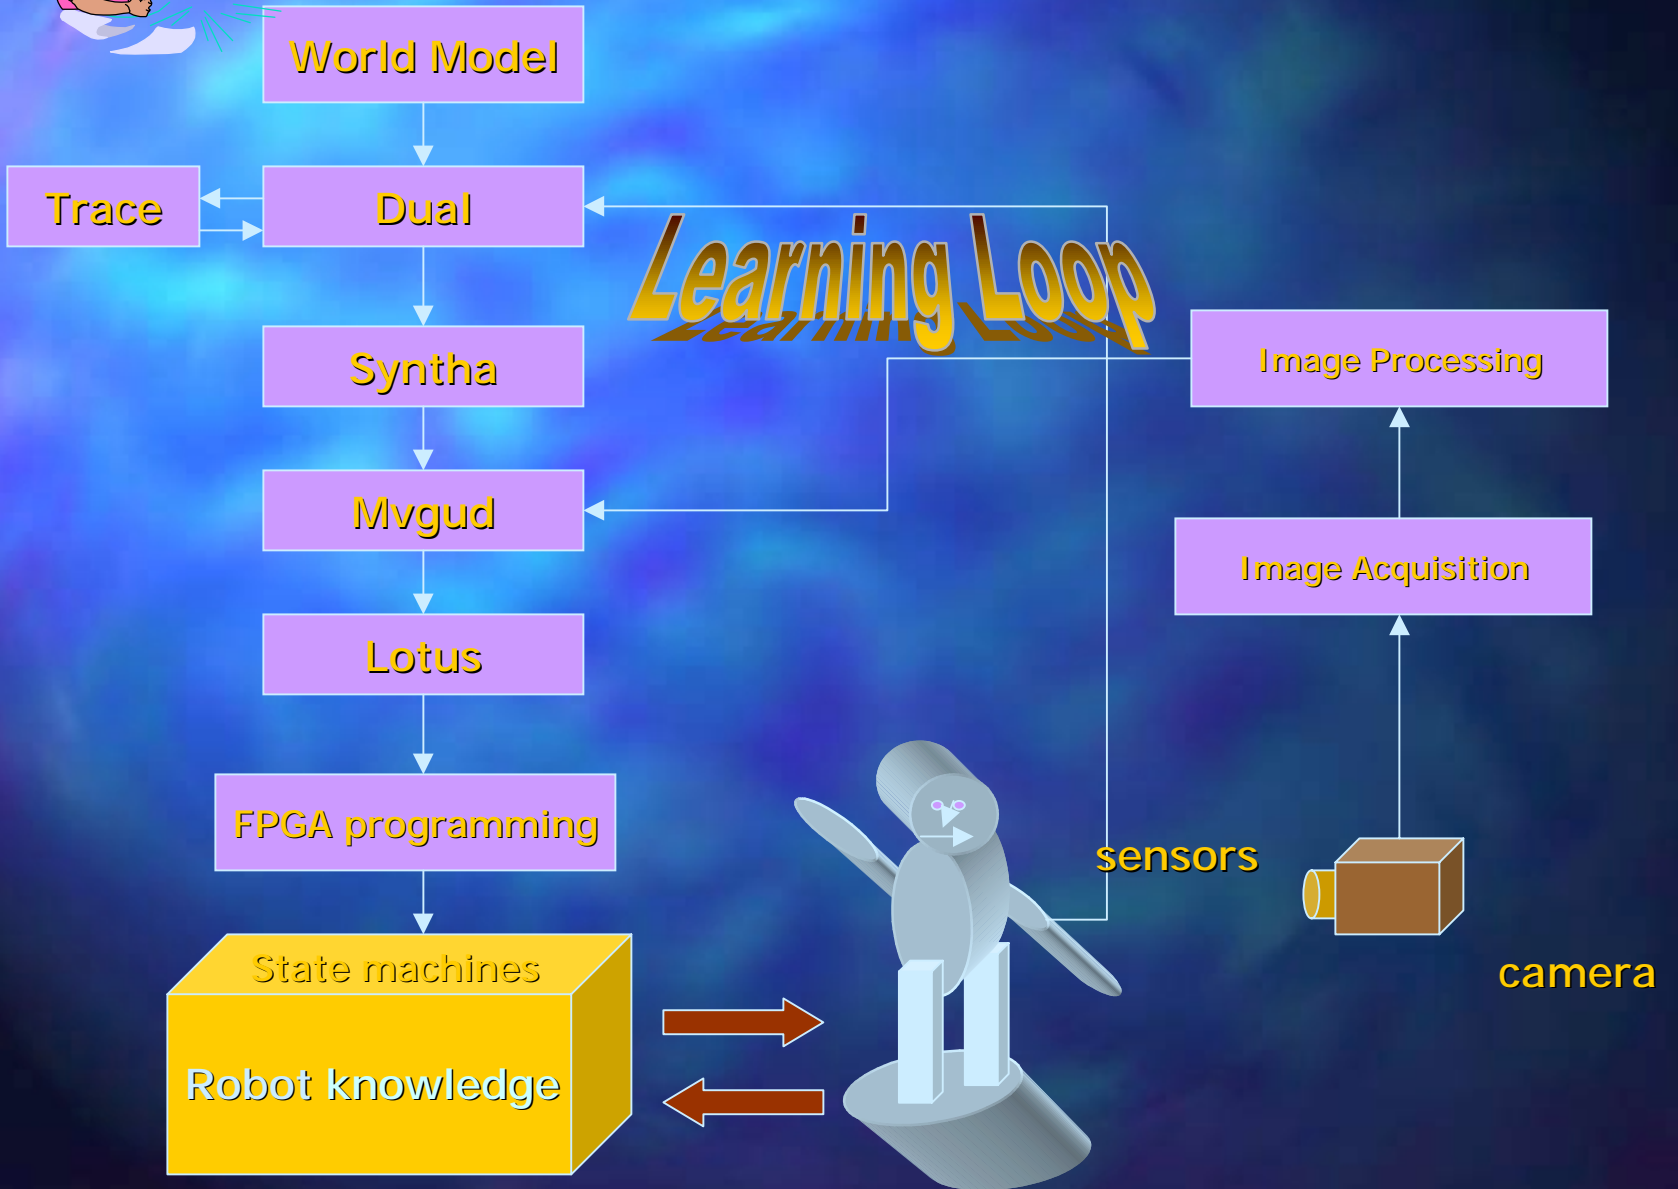 World Model
Trace
Dual
Learning Loop
Syntha
Image Processing
Mvgud
Image Acquisition
Lotus
FPGA programming
sensors
State machines
camera
Robot knowledge